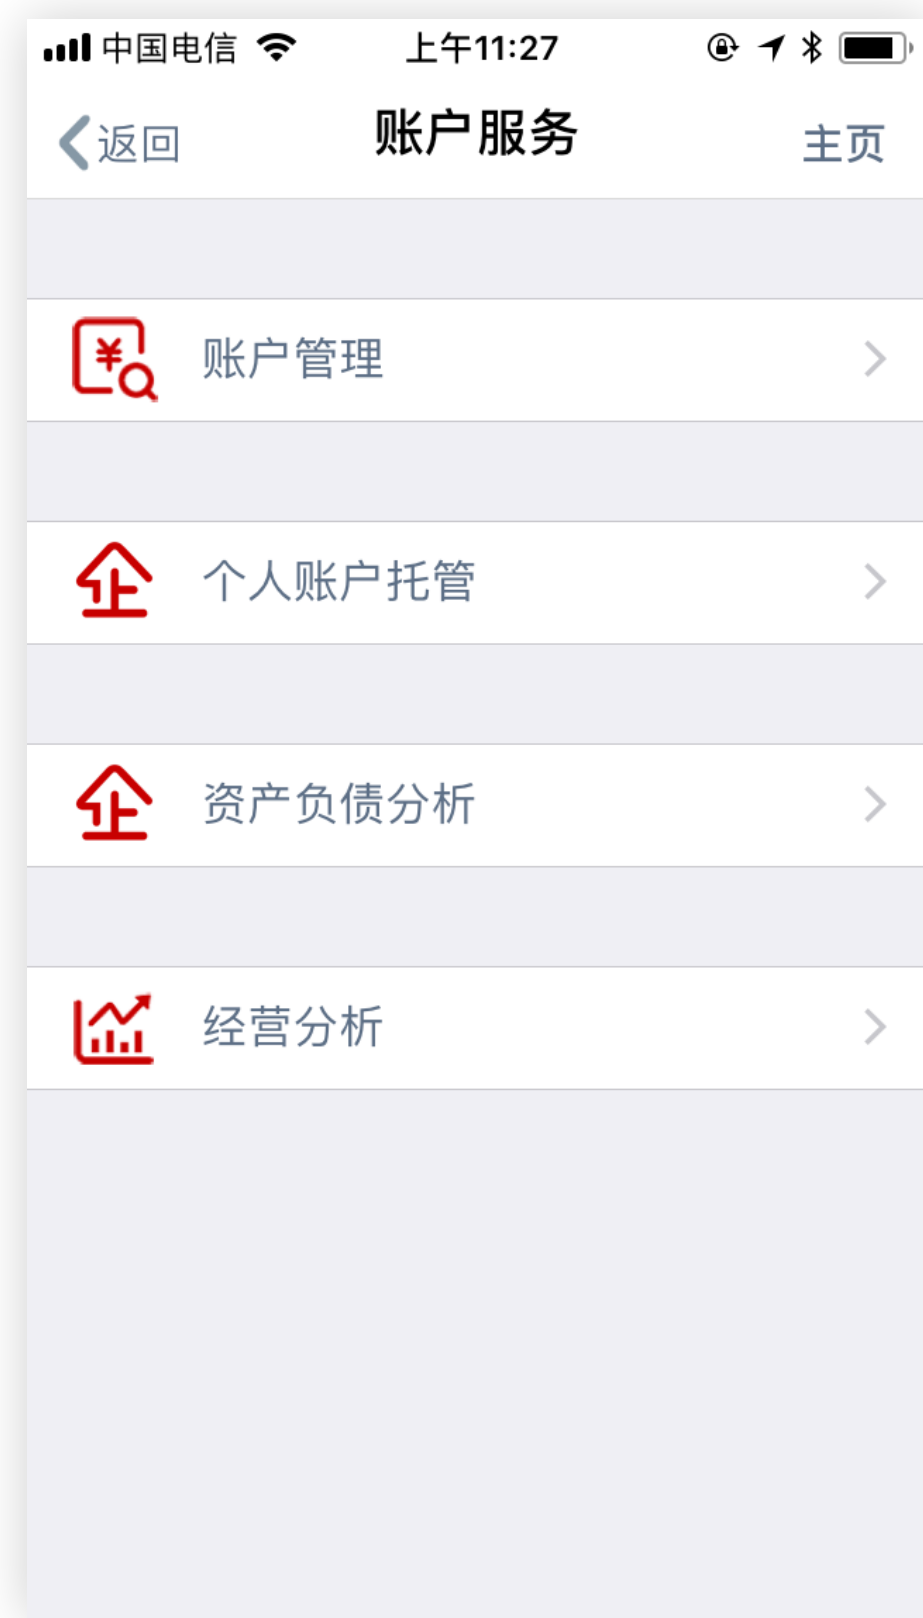 中国电信 上午11:27
返回 账户服务 主页
账户管理
个人账户托管
资产负债分析
经营分析